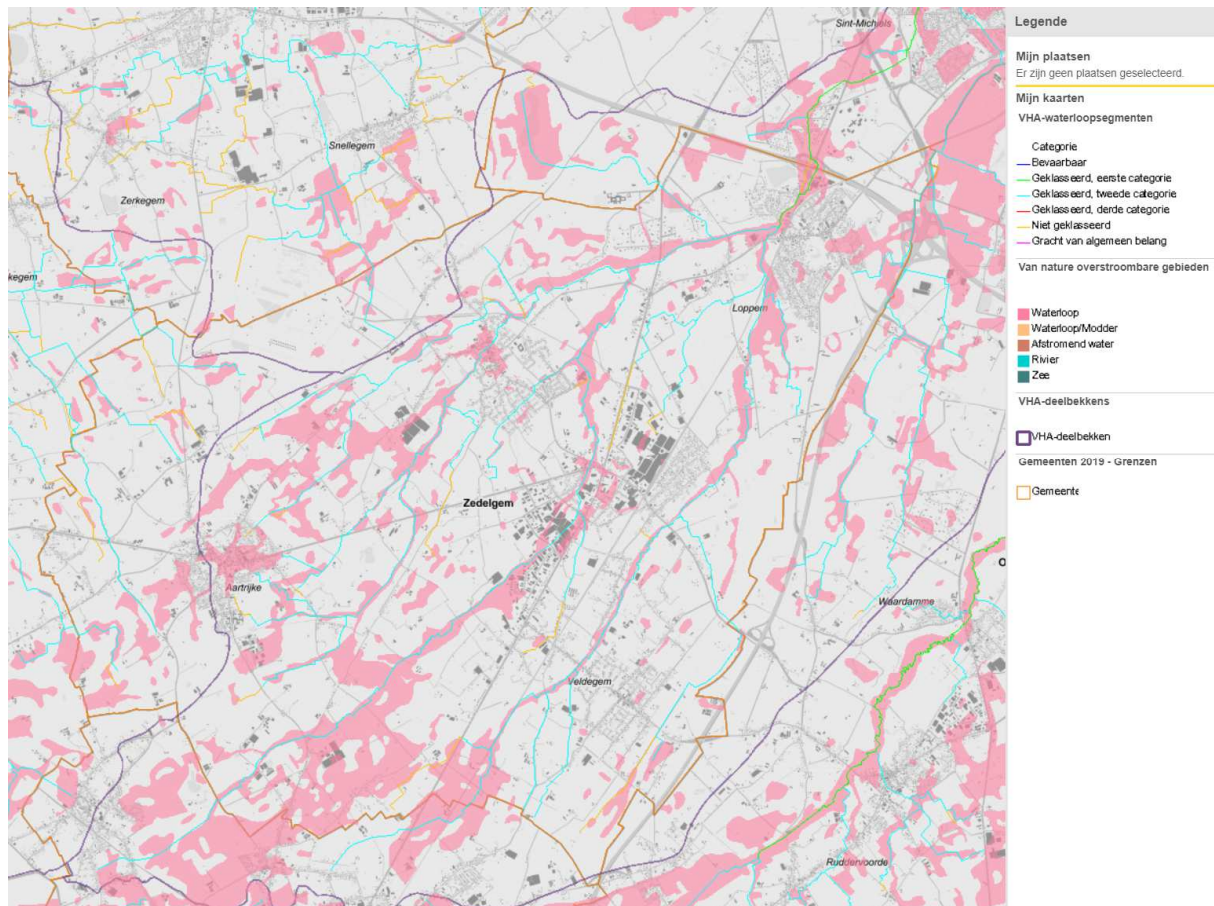 Sint-Michiels
Snellegem
Zerkegem
kegem
Loppem
Zedelgem
Aartrijke
Waardamme
O
Veldegem
Ruddervoorde
Legende
Mijn plaatsen
Er zijn geen plaatsen geselecteerd.
Mijn kaarten
VHA-waterloopsegmenten
Categorie
Bevaarbaar
Geklasseerd, eerste categorie
Geklasseerd, tweede categorie
Geklasseerd, derde categorie
Niet geklasseerd
Gracht van algemeen belang
Van nature overstroombare gebieden
Waterloop
Waterloop/Modder
Afstromend water
Rivier
Zee
VHA-deelbekkens
VHA-deelbekken
Gemeenten 2019 - Grenzen
Gemeente